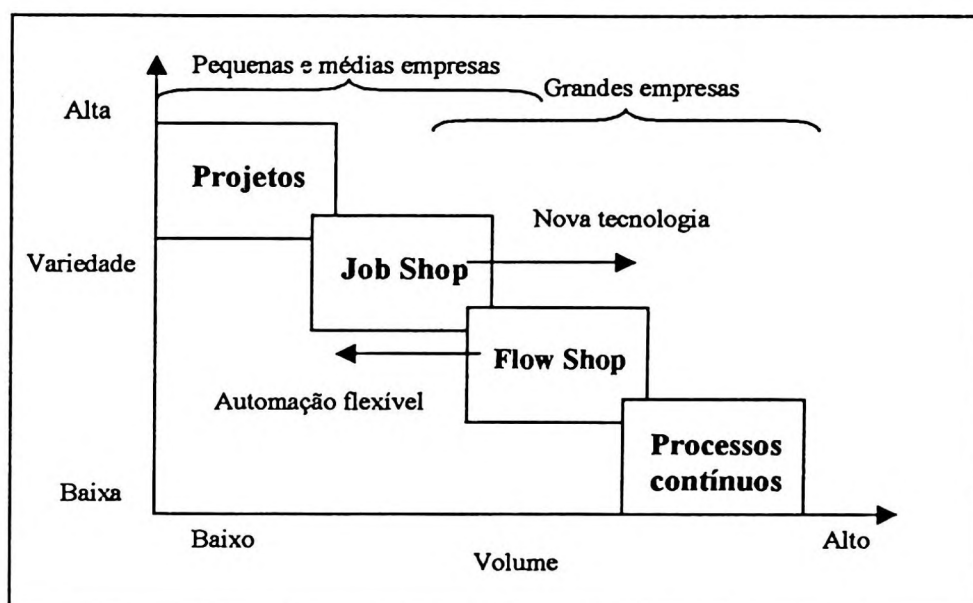 Pequenas e médias empresas
Grandes empresas
Alta
Projetos
Nova tecnologia
Variedade
Job Shop
Flow Shop
Automação flexível
Processos
contínuos
Baixa
Baixo
Alto
Volume